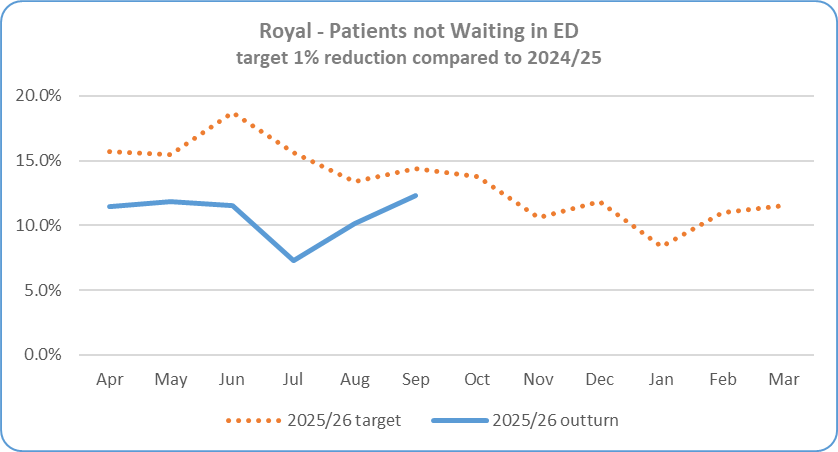 Royal - Patients not Waiting in ED
target 1% reduction compared to 2024/25
20.0%
15.0%
10.0%
5.0%
0.0%
Apr May Jun Jul Aug Sep Oct Nov Dec Jan Feb Mar
2025/26 target 2025/26 outturn